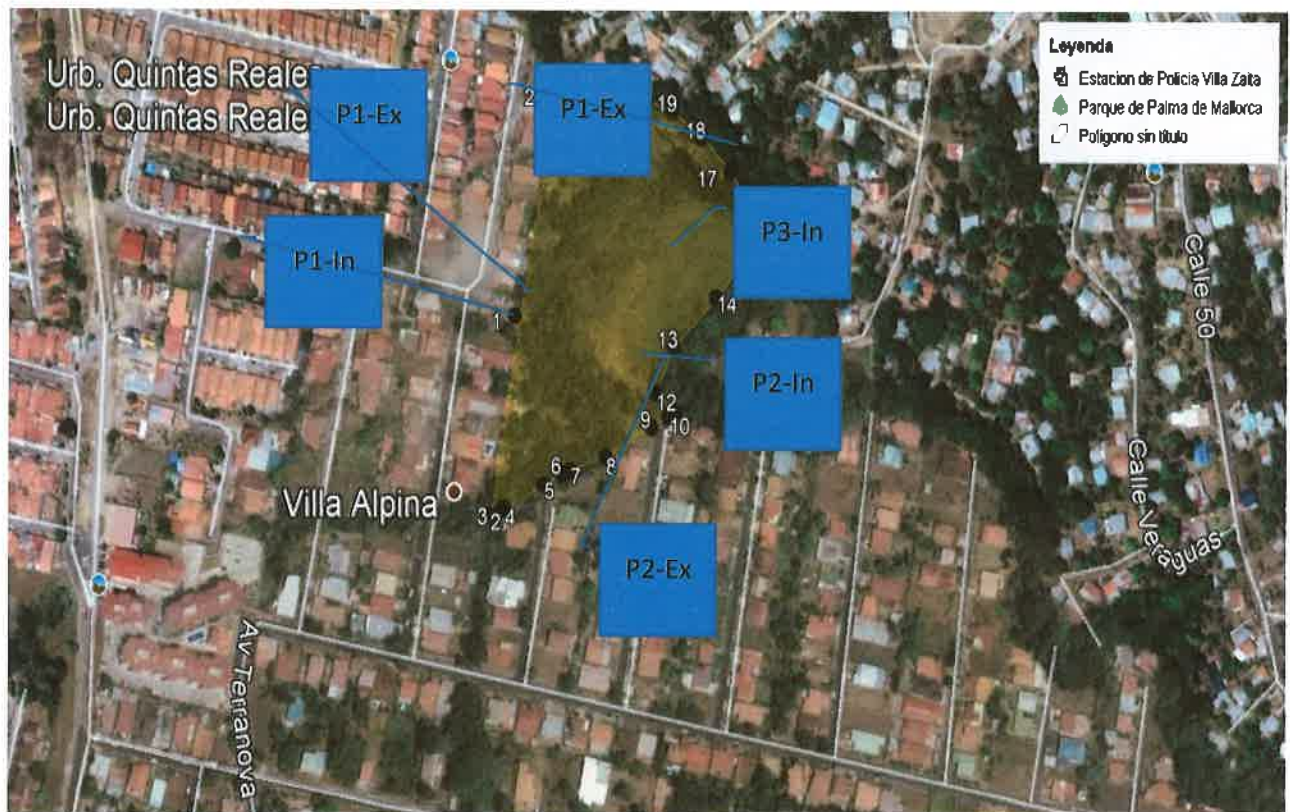 Leyenda
Estacion de Policia Villa Zaita
Parque de Palma de Mallorca
Poligono sin título
Urb. Quintas Reale
Urb. Quintas Reale
P1-Ex
2
P1-Ex
19
18
17
P1-In
P3-In
1
14
13
P2-In
12
9
10
8
6
7
5
Villa Alpina
3
2
4
P2-Ex
Calle 50
Calle Veraguas
Av Terranova